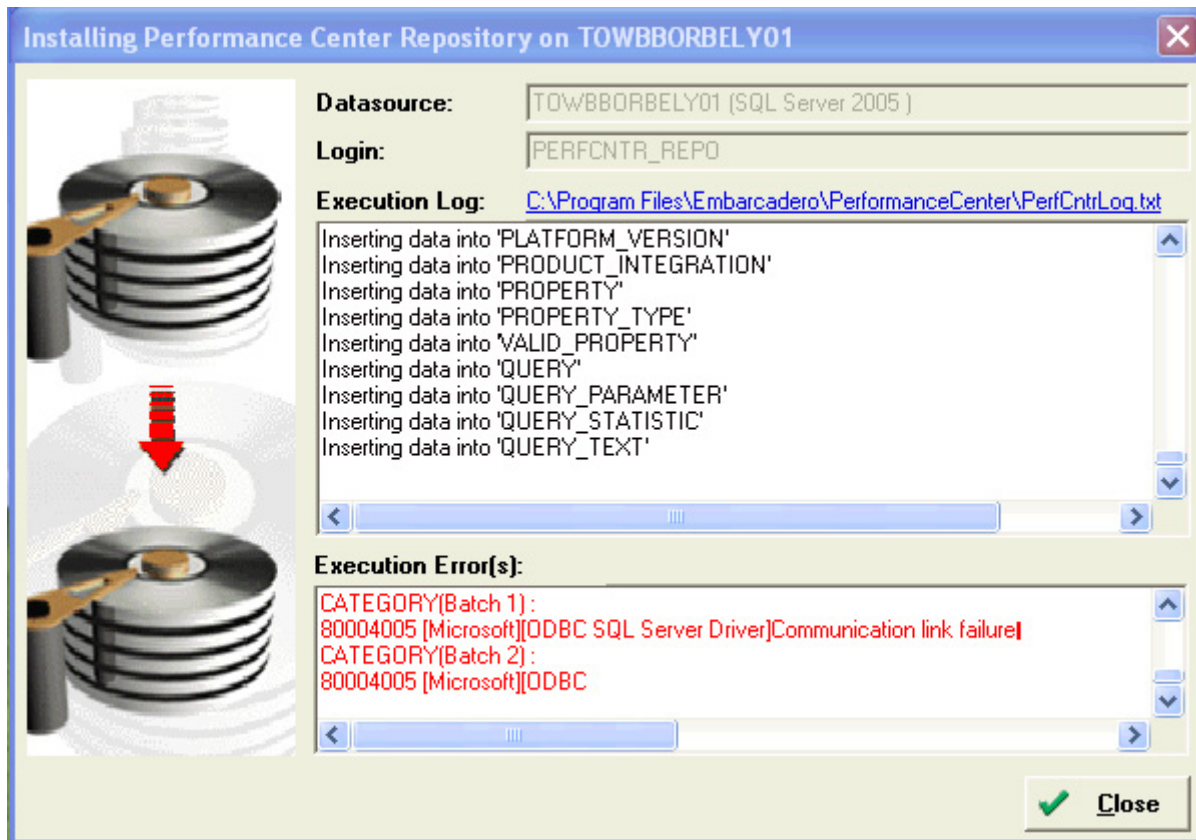 Installing Performance Center Repository on TOWBBORBELY01
Datasource: TOWBBORBELY01 (SQL Server 2005 )
Login: PERFCNTR_REPO
Execution Log: C:\Program Files\Embarcadero\PerformanceCenter\PerfCntrLog.txt
Inserting data into 'PLATFORM_VERSION'
Inserting data into 'PRODUCT_INTEGRATION'
Inserting data into 'PROPERTY'
Inserting data into 'PROPERTY_TYPE'
Inserting data into 'VALID_PROPERTY'
Inserting data into 'QUERY'
Inserting data into 'QUERY_PARAMETER'
Inserting data into 'QUERY_STATISTIC'
Inserting data into 'QUERY_TEXT'
Execution Error(s):
CATEGORY(Batch 1) :
80004005 [Microsoft][ODBC SQL Server Driver]Communication link failure
CATEGORY(Batch 2) :
80004005 [Microsoft][ODBC
Close